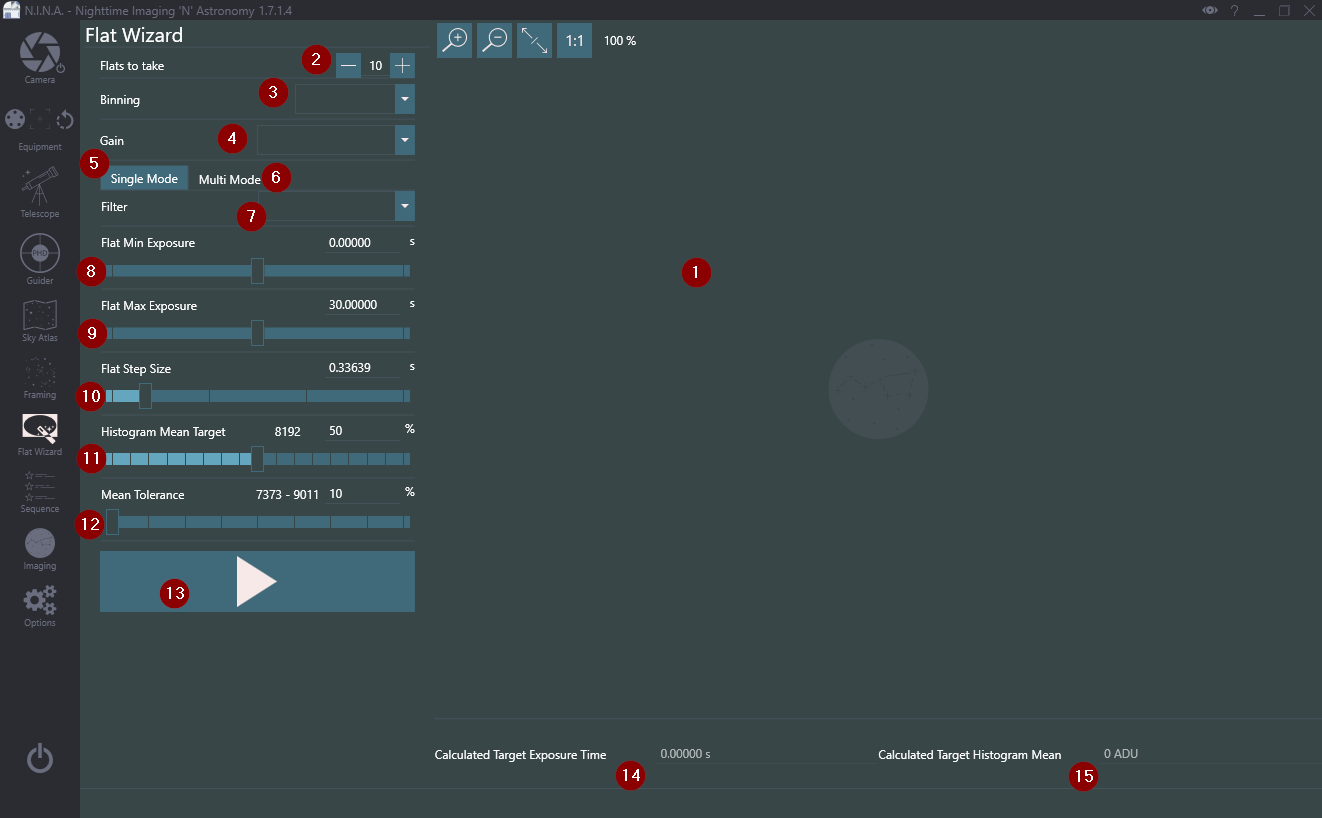 N.I.N.A. - Nighttime Imaging 'N' Astronomy 1.7.1.4
?
Camera
Equipment
Telescope
PHD
Guider
Sky Atlas
Framing
Flat Wizard
Sequence
Imaging
Options
Flat Wizard
Flats to take 2 10
Binning 3
Gain 4
5
Single Mode Multi Mode 6
Filter 7
Flat Min Exposure 0.00000 s
8
Flat Max Exposure 30.00000 s
9
Flat Step Size 0.33639 s
10
Histogram Mean Target 8192 50 %
11
Mean Tolerance 7373 - 9011 10 %
12
13
1:1 100 %
1
Calculated Target Exposure Time 0.00000 s Calculated Target Histogram Mean 0 ADU
14 15